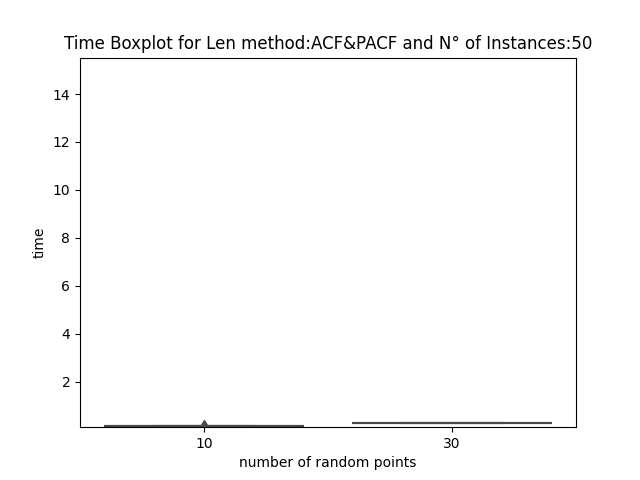 Time Boxplot for Len method:ACF&PACF and N° of Instances:50
14
12
10
8
6
4
2
time
10 30
number of random points